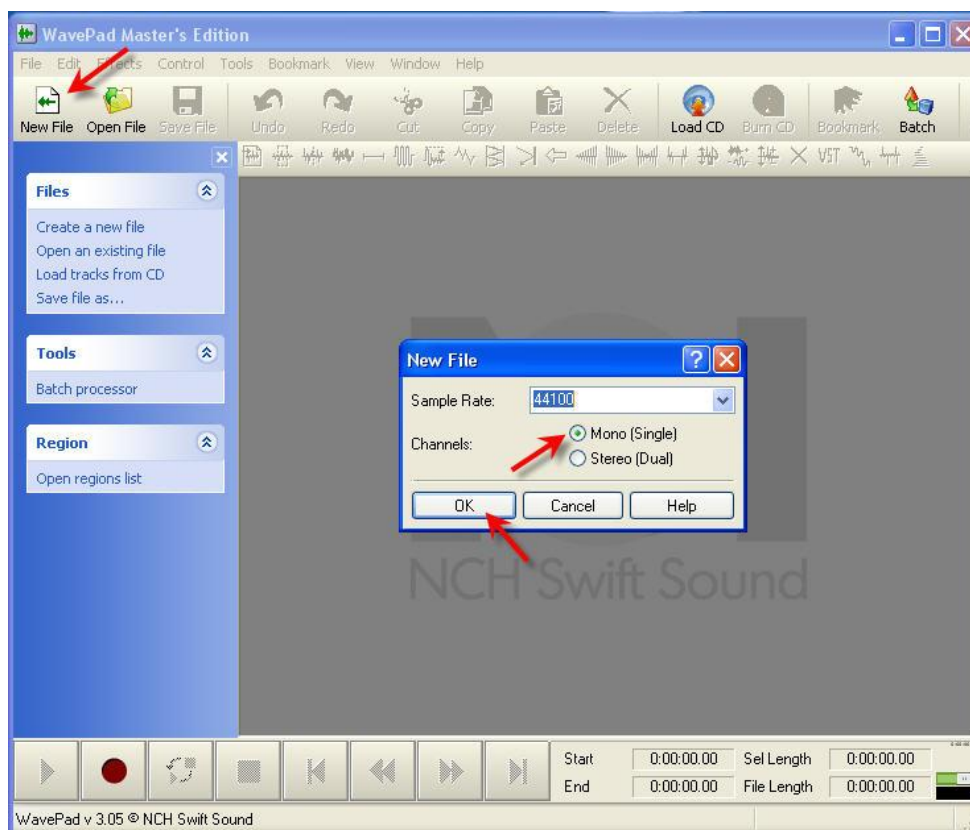 WavePad Master's Edition
File Edit Effects Control Tools Bookmark View Window Help
New File Open File Save File Undo Redo Cut Copy Paste Delete Load CD Burn CD Bookmark Batch
VST
Files
Create a new file
Open an existing file
Load tracks from CD
Save file as...
Tools
Batch processor
Region
Open regions list
New File
Sample Rate: 44100
Channels: Mono (Single)
Stereo (Dual)
OK Cancel Help
NCH Swift Sound
Start 0:00:00.00 Sel Length 0:00:00.00
End 0:00:00.00 File Length 0:00:00.00
WavePad v 3.05 © NCH Swift Sound